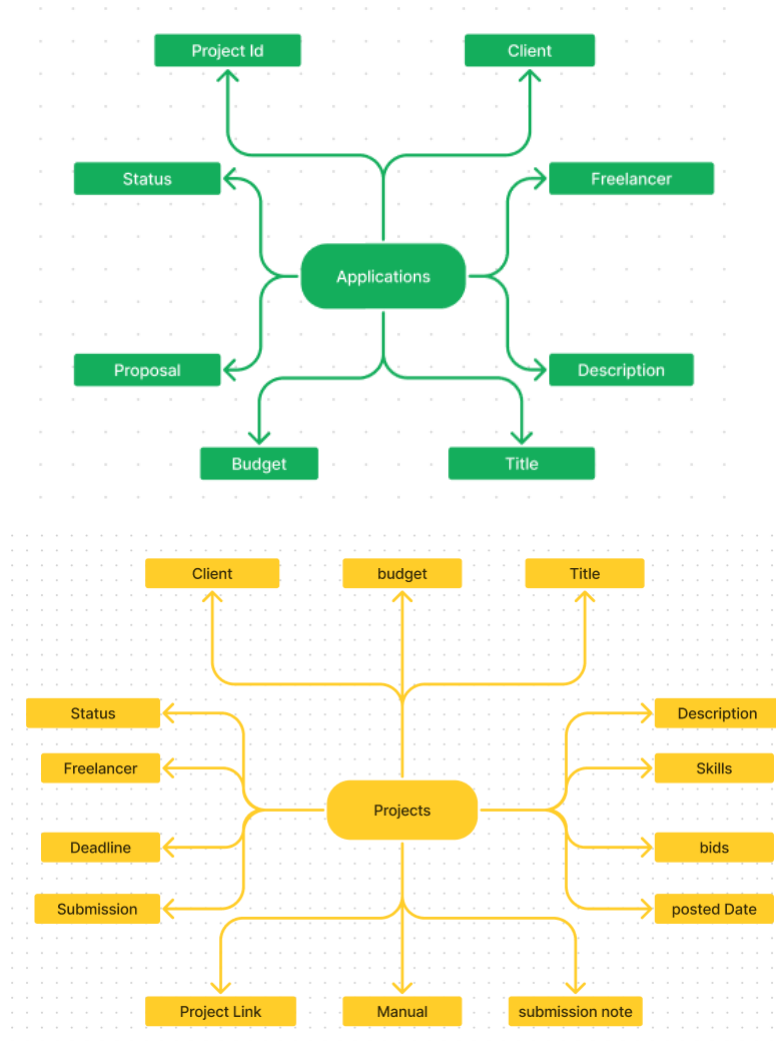 Project Id
Client
Status
Freelancer
Applications
Proposal
Description
Budget
Title
Client
budget
Title
Status
Description
Freelancer
Skills
Projects
Deadline
bids
Submission
posted Date
Project Link
Manual
submission note